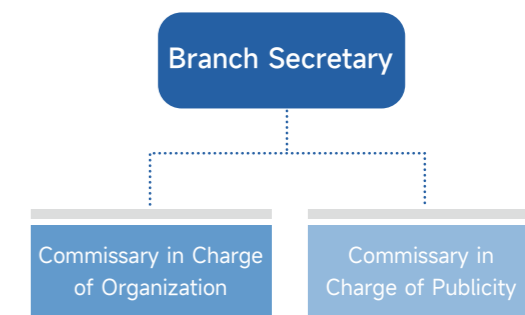 Branch Secretary
Commissary in Charge
of Organization
Commissary in
Charge of Publicity